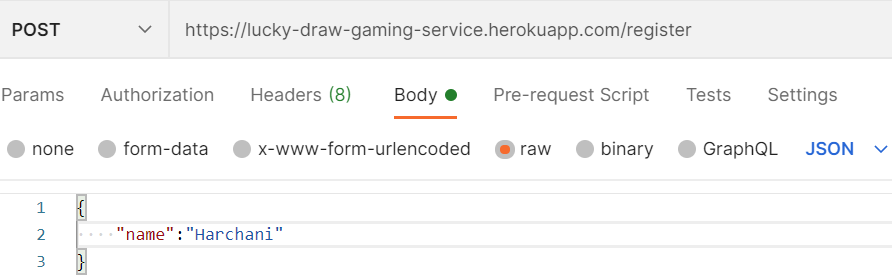 POST https://lucky-draw-gaming-service.herokuapp.com/register
Params Authorization Headers (8) Body Pre-request Script Tests Settings
none form-data x-www-form-urlencoded raw binary GraphQL JSON
1 {
2 "name":"Harchani"
3 }